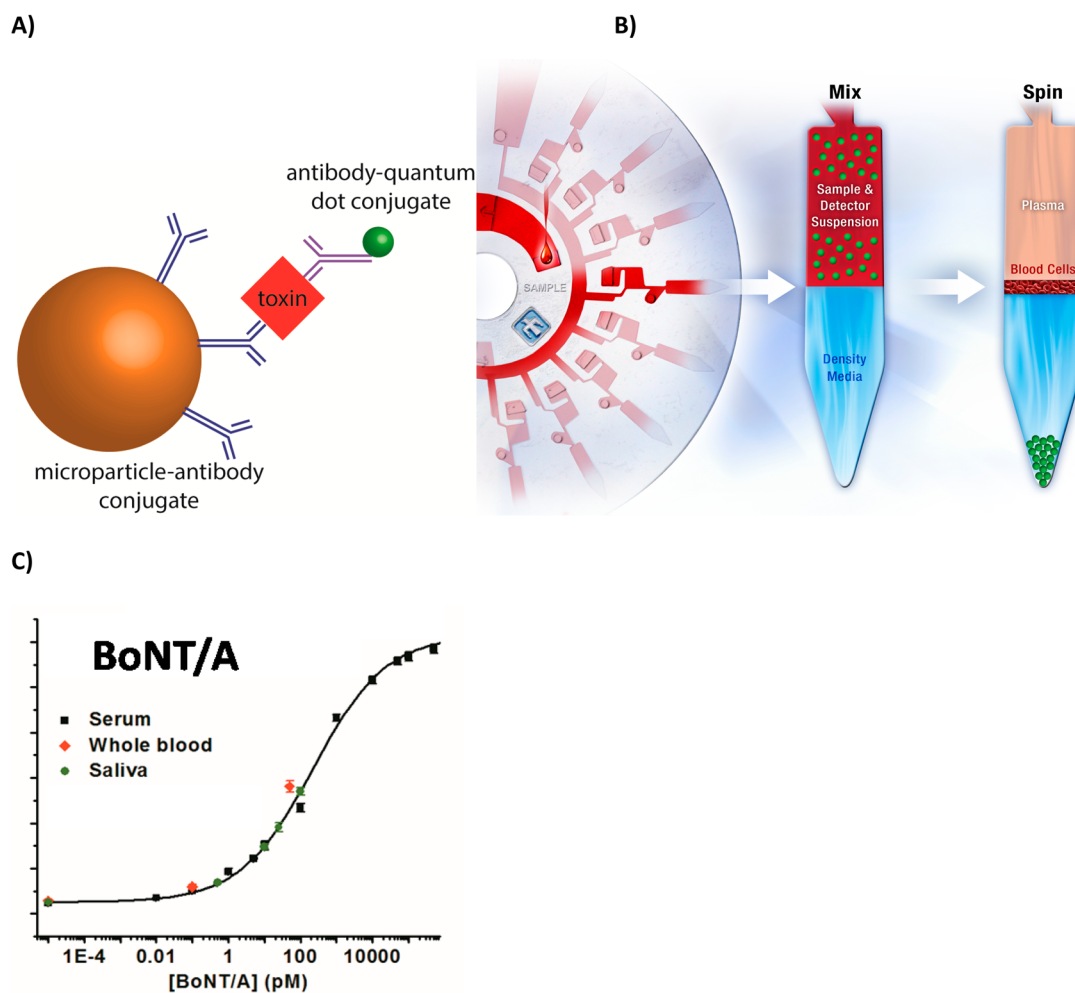 A)
B)
antibody-quantum
dot conjugate
toxin
microparticle-antibody
conjugate
SAMPLE
Mix
Spin
Sample &
Detector
Suspension
Density
Media
Plasma
Blood Cells
C)
BoNT/A
Serum
Whole blood
Saliva
1E-4 0.01 1 100 10000
[BoNT/A] (pM)